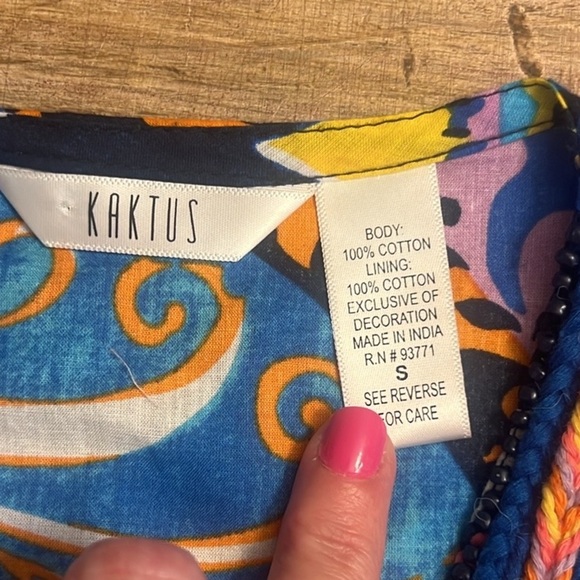 KAKTUS
BODY:
100% COTTON
LINING:
100% COTTON
EXCLUSIVE OF
DECORATION
MADE IN INDIA
R.N # 93771
S
SEE REVERSE
FOR CARE